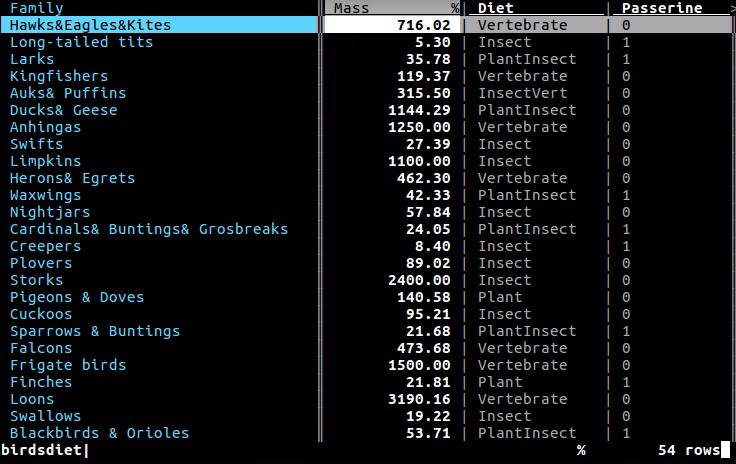 Family Mass %| Diet | Passerine >
Hawks&Eagles&Kites 716.02 | Vertebrate | 0
Long-tailed tits 5.30 | Insect | 1
Larks 35.78 | PlantInsect | 1
Kingfishers 119.37 | Vertebrate | 0
Auks& Puffins 315.50 | InsectVert | 0
Ducks& Geese 1144.29 | PlantInsect | 0
Anhingas 1250.00 | Vertebrate | 0
Swifts 27.39 | Insect | 0
Limpkins 1100.00 | Insect | 0
Herons& Egrets 462.30 | Vertebrate | 0
Waxwings 42.33 | PlantInsect | 1
Nightjars 57.84 | Insect | 0
Cardinals& Buntings& Grosbreaks 24.05 | PlantInsect | 1
Creepers 8.40 | Insect | 1
Plovers 89.02 | Insect | 0
Storks 2400.00 | Insect | 0
Pigeons & Doves 140.58 | Plant | 0
Cuckoos 95.21 | Insect | 0
Sparrows & Buntings 21.68 | PlantInsect | 1
Falcons 473.68 | Vertebrate | 0
Frigate birds 1500.00 | Vertebrate | 0
Finches 21.81 | Plant | 1
Loons 3190.16 | Vertebrate | 0
Swallows 19.22 | Insect | 0
Blackbirds & Orioles 53.71 | PlantInsect | 1
birdsdiet| % 54 rows